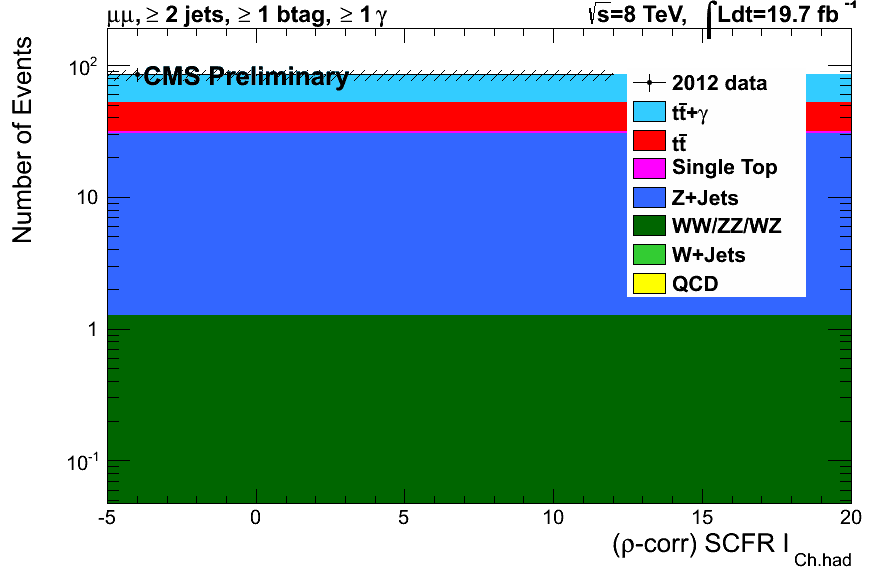 μμ, ≥ 2 jets, ≥ 1 btag, ≥ 1 γ
√s=8 TeV, ∫Ldt=19.7 fb⁻¹
Number of Events
CMS Preliminary
2012 data
tt̄+γ
tt̄
Single Top
Z+Jets
WW/ZZ/WZ
W+Jets
QCD
10²
10
1
10⁻¹
-5 0 5 10 15 20
(ρ-corr) SCFR I_Ch.had